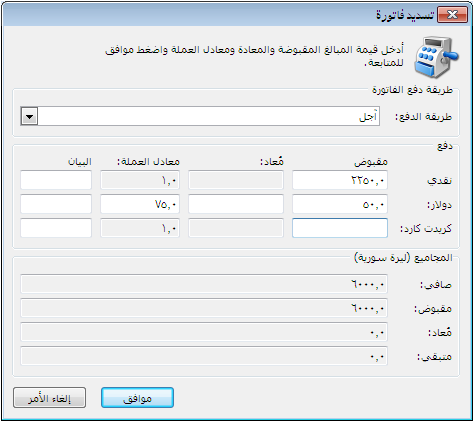 تسديد فاتورة
أدخل قيمة المبالغ المقبوضة والمعادة ومعادل العملة واضغط موافق
للمتابعة.
طريقة دفع الفاتورة
طريقة الدفع: آجل
دفع
مقبوض مُعاد: معادل العملة: البيان
نقدي ٢٢٥٠,٠ ١,٠
دولار: ٥٠,٠ ٧٥,٠
كريدت كارد: ١,٠
المجاميع (ليرة سورية)
صافي: ٦٠٠٠,٠
مقبوض: ٦٠٠٠,٠
مُعاد: ٠,٠
متبقي: ٠,٠
موافق إلغاء الأمر